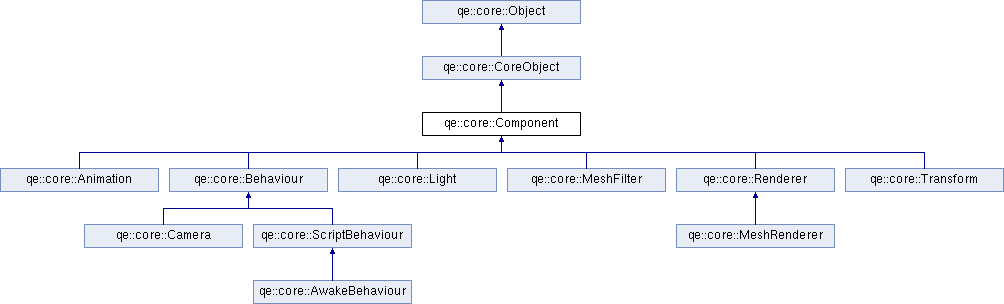 qe::core::Object
qe::core::CoreObject
qe::core::Component
qe::core::Animation
qe::core::Behaviour
qe::core::Light
qe::core::MeshFilter
qe::core::Renderer
qe::core::Transform
qe::core::Camera
qe::core::ScriptBehaviour
qe::core::MeshRenderer
qe::core::AwakeBehaviour